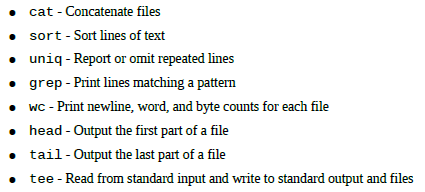 • cat - Concatenate files
• sort - Sort lines of text
• uniq - Report or omit repeated lines
• grep - Print lines matching a pattern
• wc - Print newline, word, and byte counts for each file
• head - Output the first part of a file
• tail - Output the last part of a file
• tee - Read from standard input and write to standard output and files